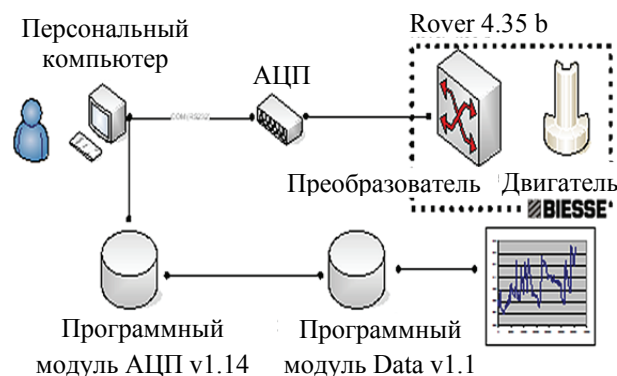 Персональный
компьютер
Rover 4.35 b
АЦП
Преобразователь
Двигатель
BIESSE
Программный
модуль АЦП v1.14
Программный
модуль Data v1.1